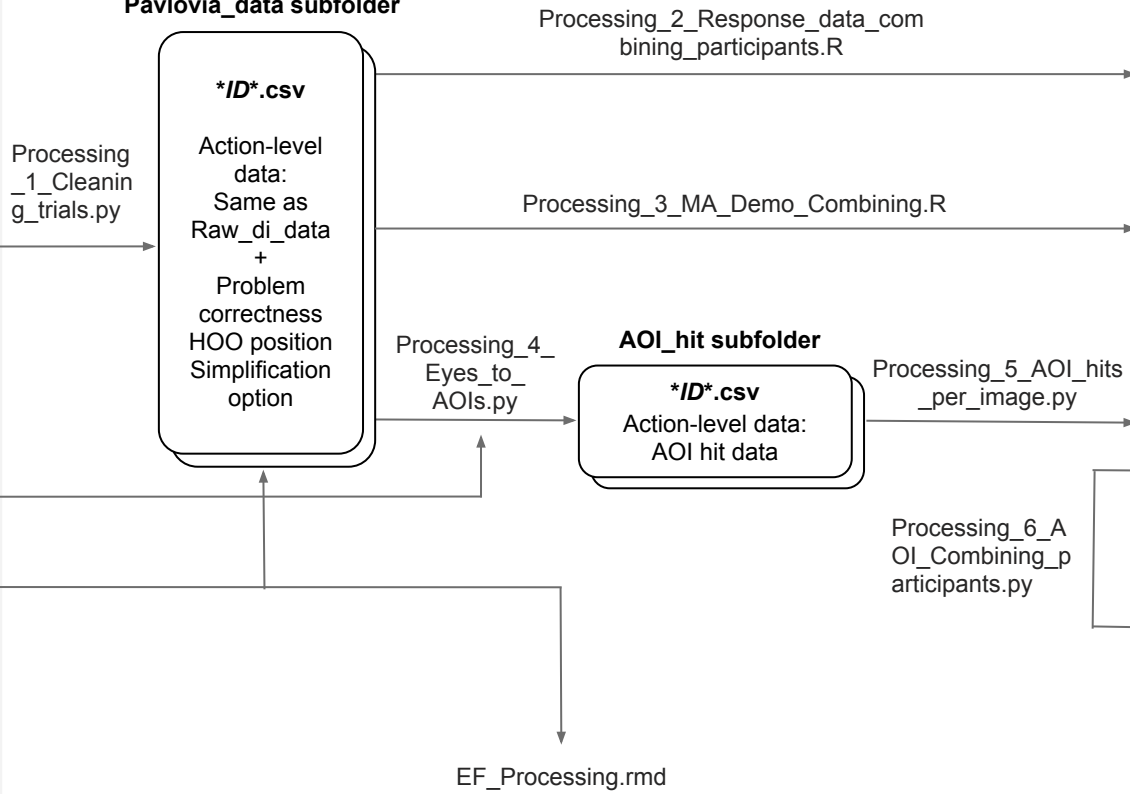 Pavlovia_data subfolder
Processing_2_Response_data_com
bining_participants.R
*ID*.csv
Action-level
data:
Same as
Raw_di_data
+
Problem
correctness
HOO position
Simplification
option
Processing
_1_Cleanin
g_trials.py
Processing_3_MA_Demo_Combining.R
Processing_4_
Eyes_to_
AOIs.py
AOI_hit subfolder
*ID*.csv
Action-level data:
AOI hit data
Processing_5_AOI_hits
_per_image.py
Processing_6_A
OI_Combining_p
articipants.py
EF_Processing.rmd